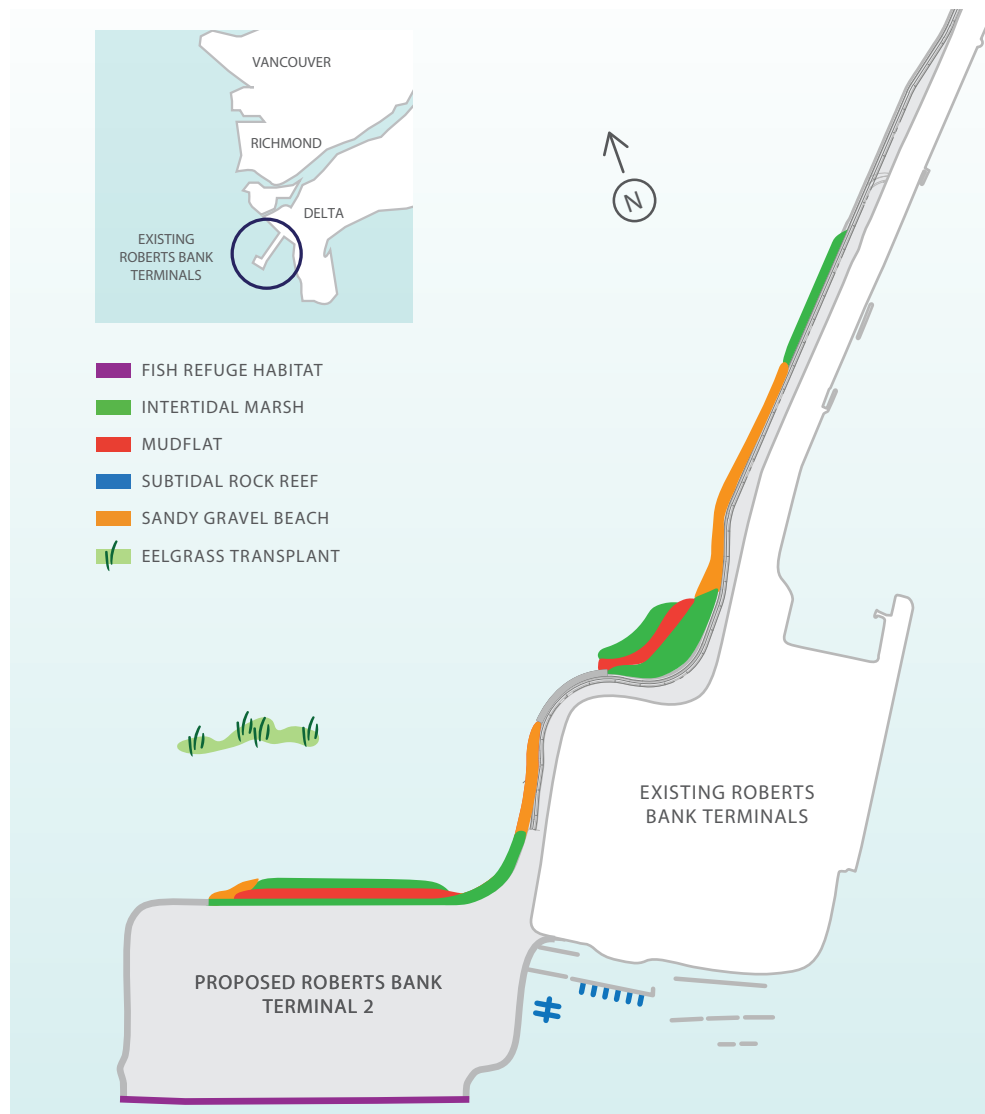 VANCOUVER
RICHMOND
DELTA
EXISTING
ROBERTS BANK
TERMINALS
N
FISH REFUGE HABITAT
INTERTIDAL MARSH
MUDFLAT
SUBTIDAL ROCK REEF
SANDY GRAVEL BEACH
EELGRASS TRANSPLANT
EXISTING ROBERTS
BANK TERMINALS
PROPOSED ROBERTS BANK
TERMINAL 2